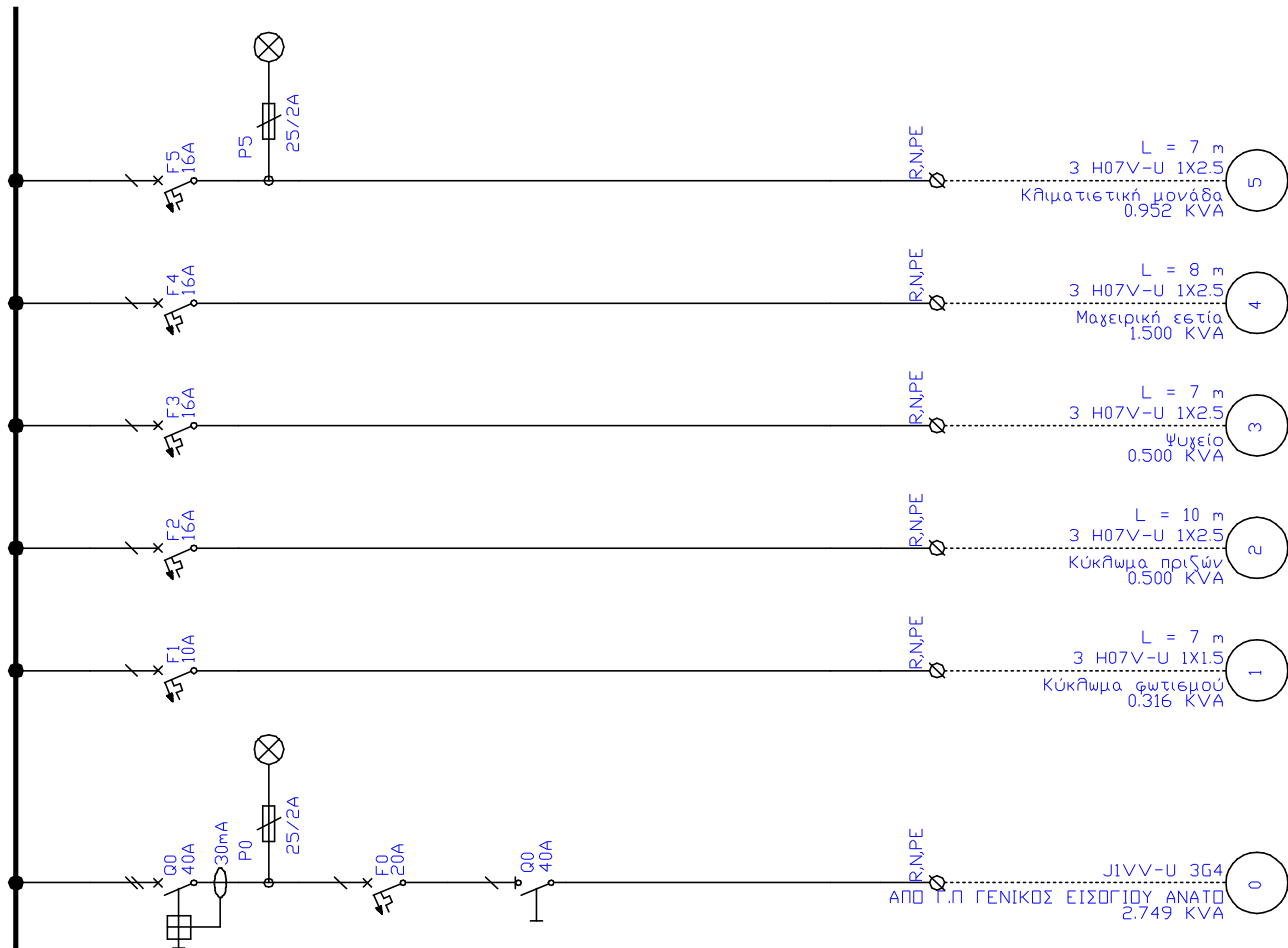 P5
25/2A
F5
16A
R,N,PE
L = 7 m
3 H07V-U 1X2.5
Κλιματιστική μονάδα
0.952 KVA
5
F4
16A
R,N,PE
L = 8 m
3 H07V-U 1X2.5
Μαγειρική εστία
1.500 KVA
4
F3
16A
R,N,PE
L = 7 m
3 H07V-U 1X2.5
Ψυγείο
0.500 KVA
3
F2
16A
R,N,PE
L = 10 m
3 H07V-U 1X2.5
Κύκλωμα πριζών
0.500 KVA
2
F1
10A
R,N,PE
L = 7 m
3 H07V-U 1X1.5
Κύκλωμα φωτισμού
0.316 KVA
1
Q0
40A
30mA
P0
25/2A
F0
20A
Q0
40A
R,N,PE
J1VV-U 3G4
ΑΠΟ Γ.Π ΓΕΝΙΚΟΣ ΕΙΣΟΓΙΟΥ ΑΝΑΤΟ
2.749 KVA
0